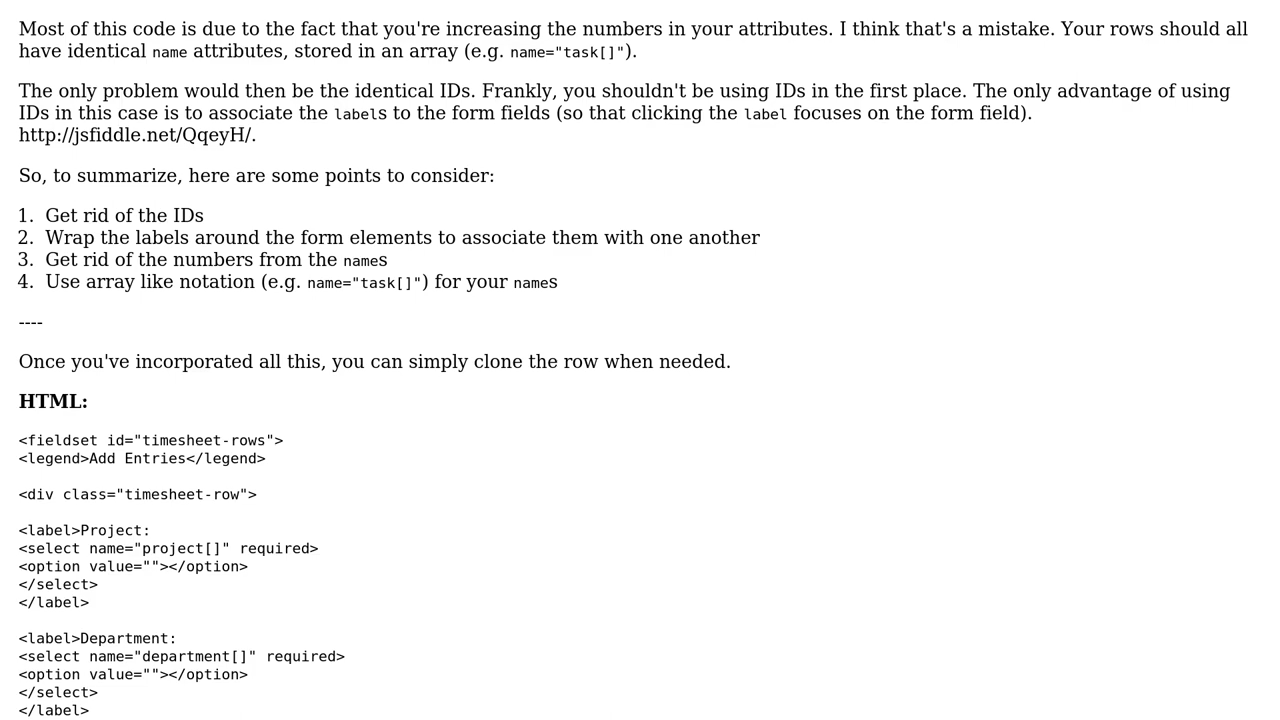 Most of this code is due to the fact that you're increasing the numbers in your attributes. I think that's a mistake. Your rows should all
have identical name attributes, stored in an array (e.g. name="task[]").
The only problem would then be the identical IDs. Frankly, you shouldn't be using IDs in the first place. The only advantage of using
IDs in this case is to associate the labels to the form fields (so that clicking the label focuses on the form field).
http://jsfiddle.net/QqeyH/.
So, to summarize, here are some points to consider:
1. Get rid of the IDs
2. Wrap the labels around the form elements to associate them with one another
3. Get rid of the numbers from the names
4. Use array like notation (e.g. name="task[]") for your names
----
Once you've incorporated all this, you can simply clone the row when needed.
HTML:
<fieldset id="timesheet-rows">
<legend>Add Entries</legend>
<div class="timesheet-row">
<label>Project:
<select name="project[]" required>
<option value=""></option>
</select>
</label>
<label>Department:
<select name="department[]" required>
<option value=""></option>
</select>
</label>